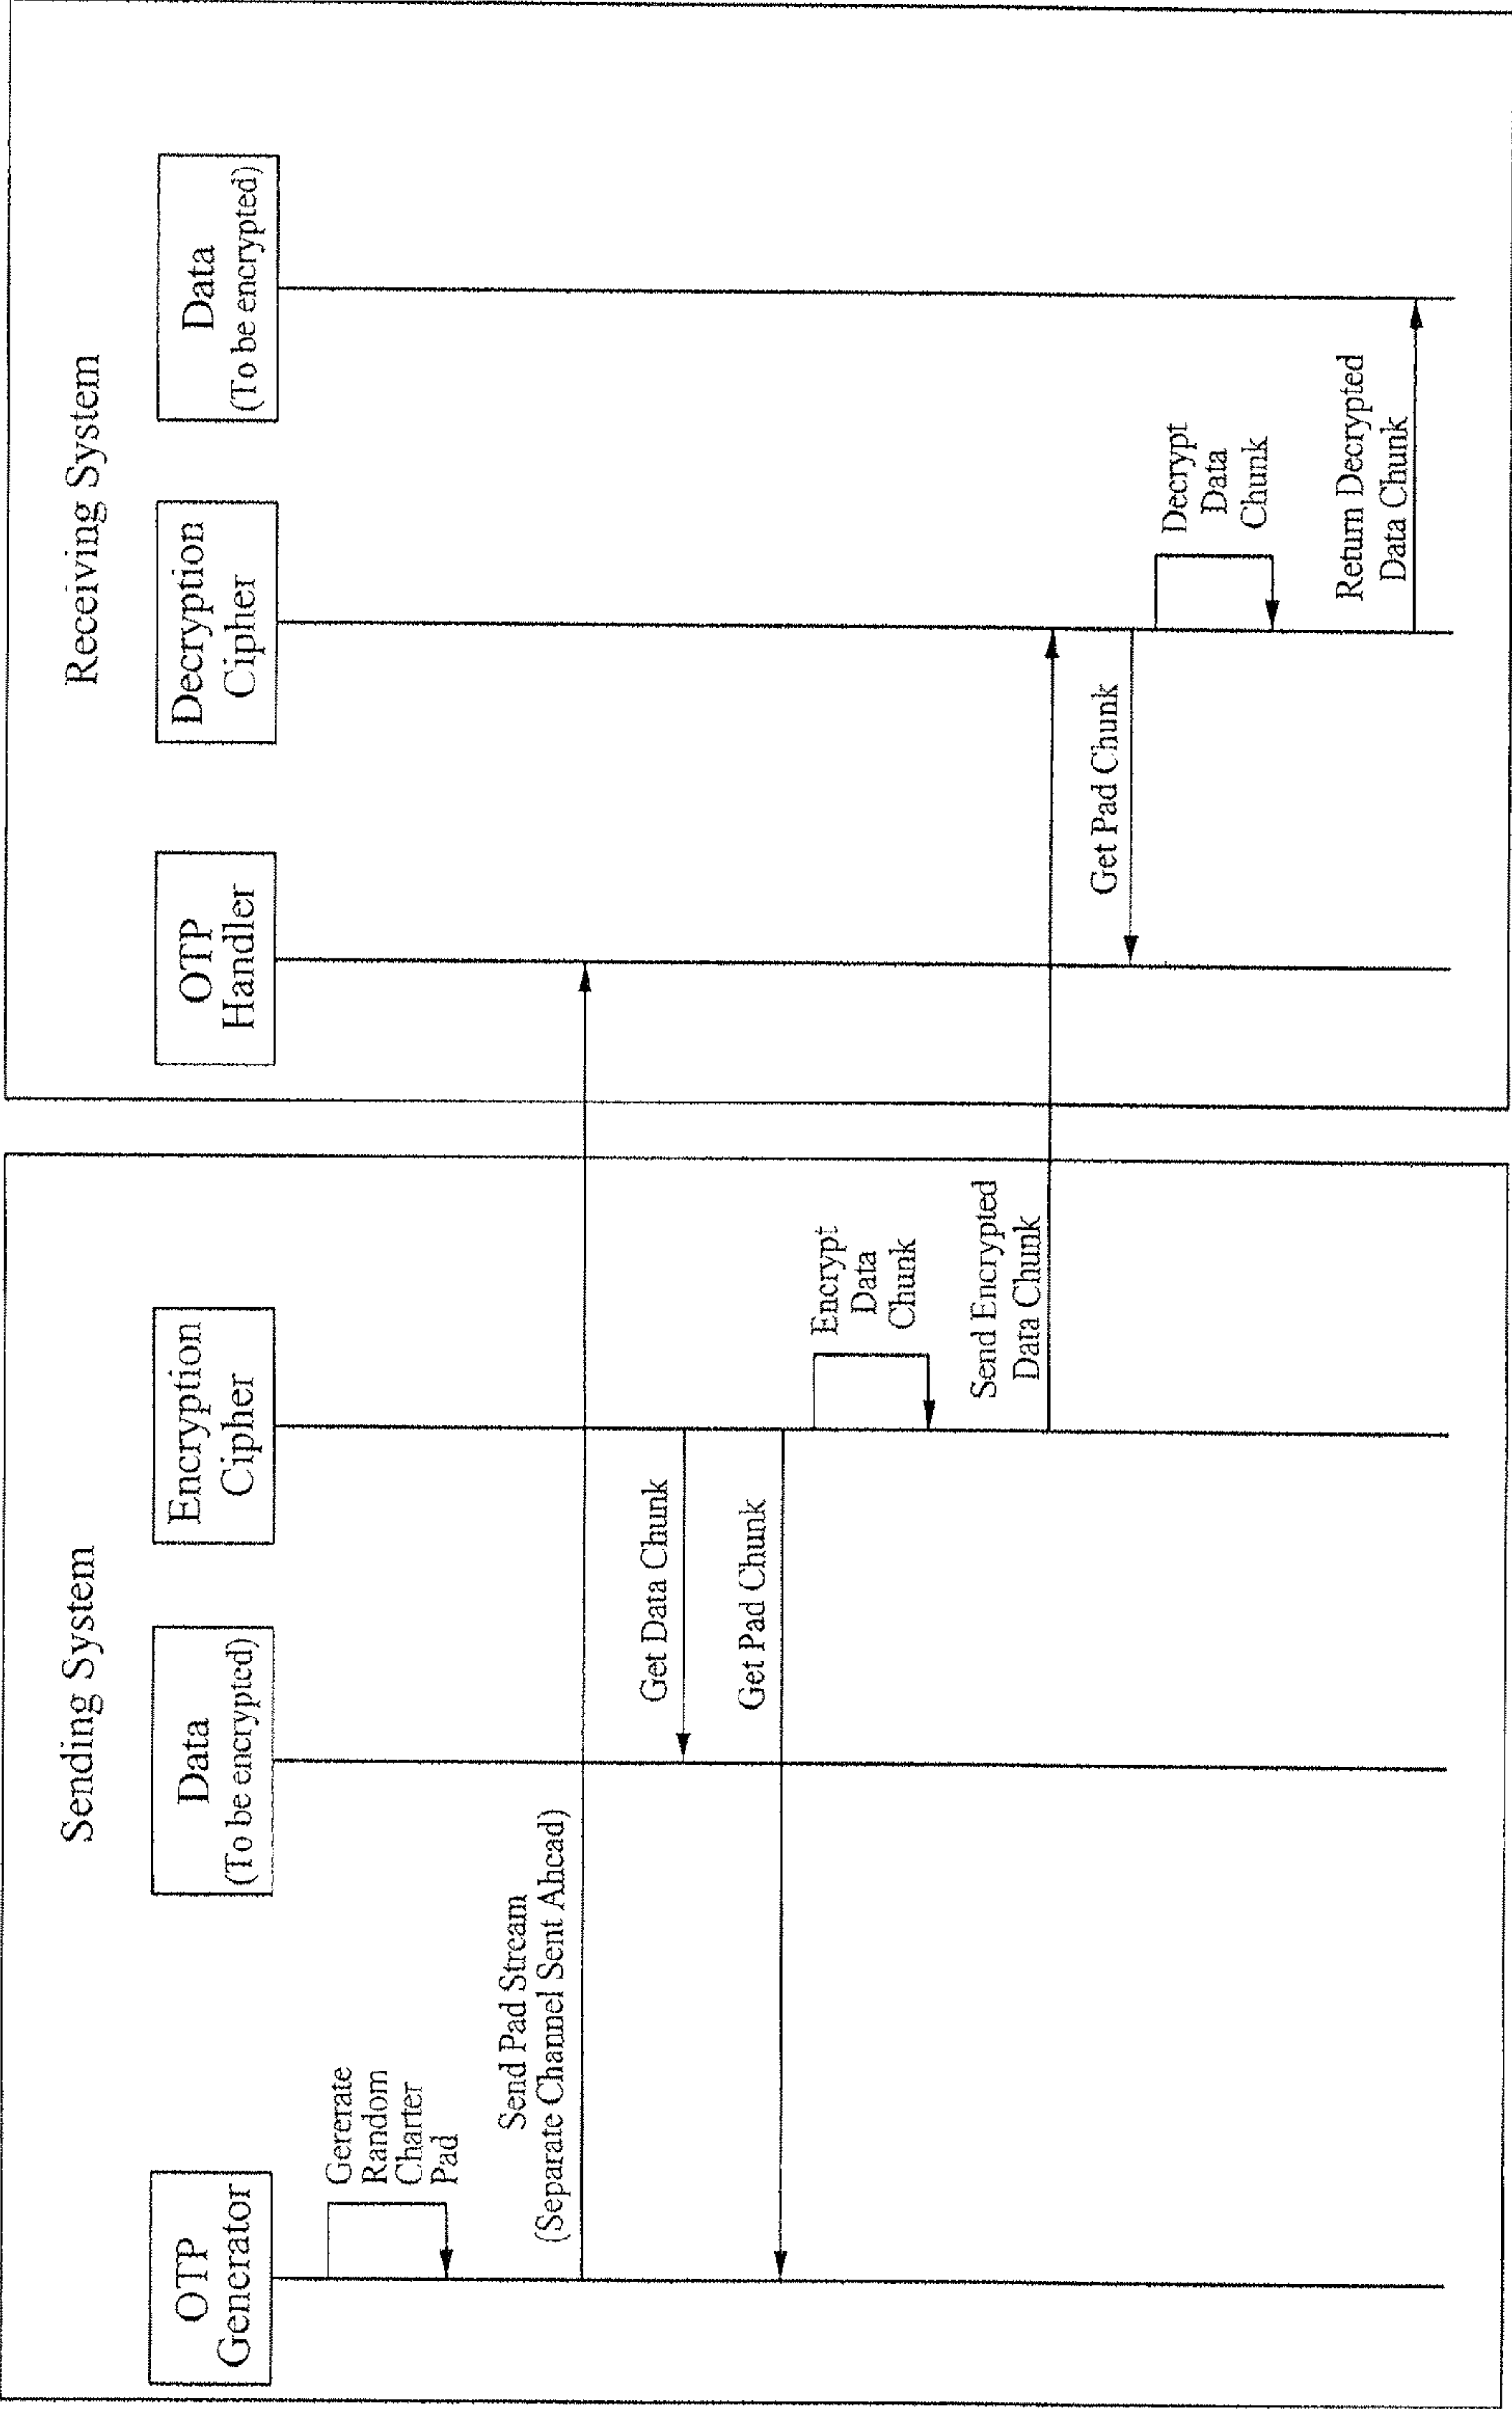 Sending System
OTP
Generator
Data
(To be encrypted)
Encryption
Cipher
Gererate
Random
Charter
Pad
Send Pad Stream
(Separate Channel Sent Ahead)
Get Data Chunk
Get Pad Chunk
Encrypt
Data
Chunk
Send Encrypted
Data Chunk
Receiving System
OTP
Handler
Decryption
Cipher
Data
(To be encrypted)
Get Pad Chunk
Decrypt
Data
Chunk
Return Decrypted
Data Chunk